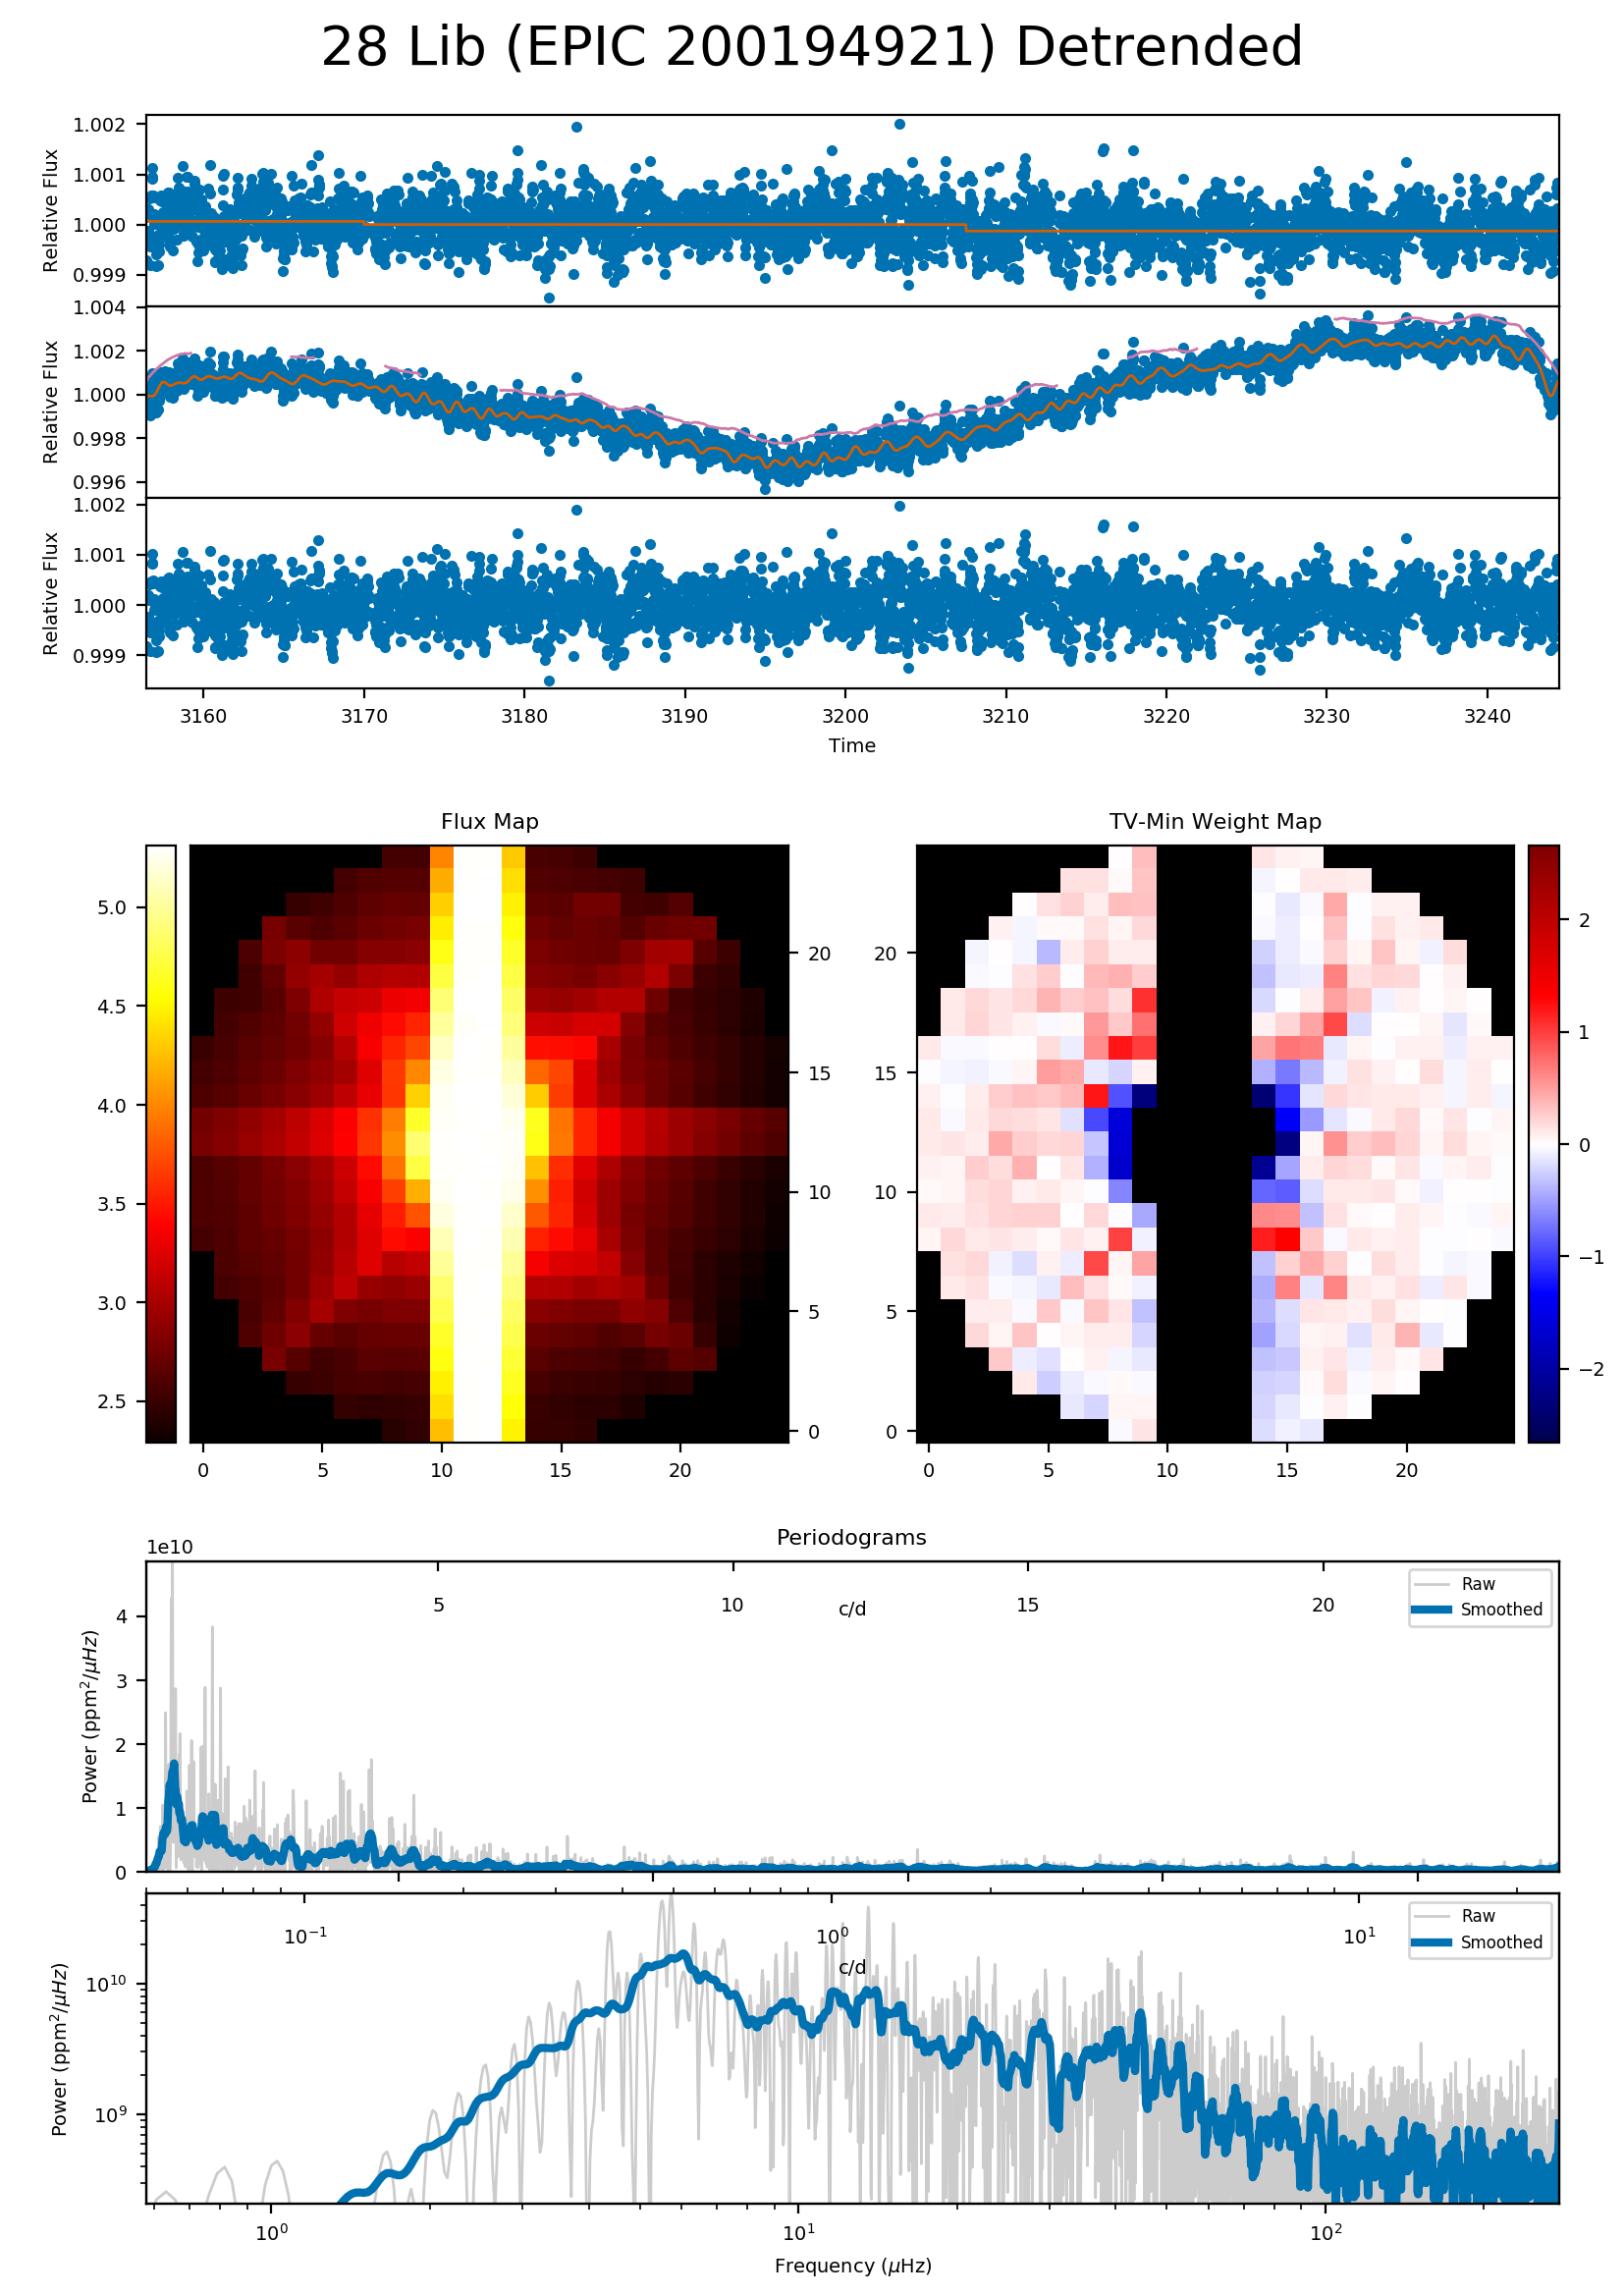 28 Lib (EPIC 200194921) Detrended
1.002
1.001
1.000
0.999
Relative Flux
1.004
1.002
1.000
0.998
0.996
Relative Flux
1.002
1.001
1.000
0.999
Relative Flux
3160 3170 3180 3190 3200 3210 3220 3230 3240
Time
Flux Map
TV-Min Weight Map
5.0
4.5
4.0
3.5
3.0
2.5
20
15
10
5
0
0 5 10 15 20
20
15
10
5
0
0 5 10 15 20
2
1
0
−1
−2
Periodograms
1e10
5 10 15 20
c/d
Raw
Smoothed
4
3
2
1
0
Power (ppm²/μHz)
10⁻¹ 10⁰ 10¹
c/d
Raw
Smoothed
10¹⁰
10⁹
Power (ppm²/μHz)
10⁰ 10¹ 10²
Frequency (μHz)